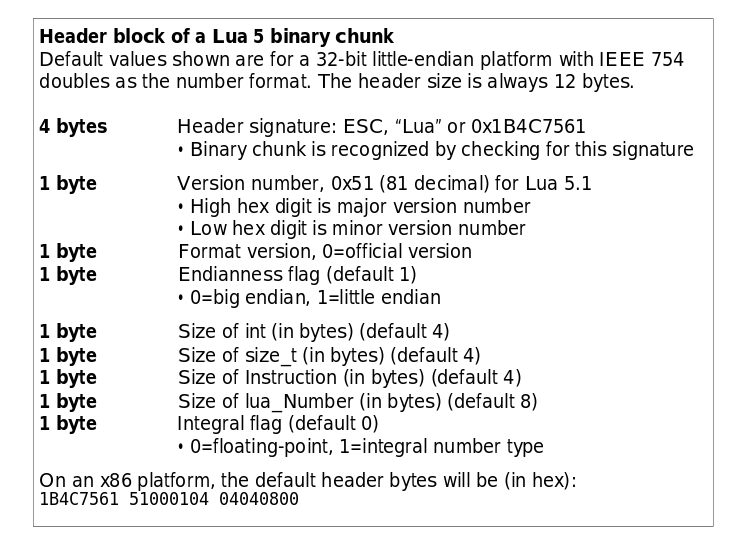 Header block of a Lua 5 binary chunk
Default values shown are for a 32-bit little-endian platform with IEEE 754
doubles as the number format. The header size is always 12 bytes.
4 bytes Header signature: ESC, “Lua” or 0x1B4C7561
• Binary chunk is recognized by checking for this signature
1 byte Version number, 0x51 (81 decimal) for Lua 5.1
• High hex digit is major version number
• Low hex digit is minor version number
1 byte Format version, 0=official version
1 byte Endianness flag (default 1)
• 0=big endian, 1=little endian
1 byte Size of int (in bytes) (default 4)
1 byte Size of size_t (in bytes) (default 4)
1 byte Size of Instruction (in bytes) (default 4)
1 byte Size of lua_Number (in bytes) (default 8)
1 byte Integral flag (default 0)
• 0=floating-point, 1=integral number type
On an x86 platform, the default header bytes will be (in hex):
1B4C7561 51000104 04040800